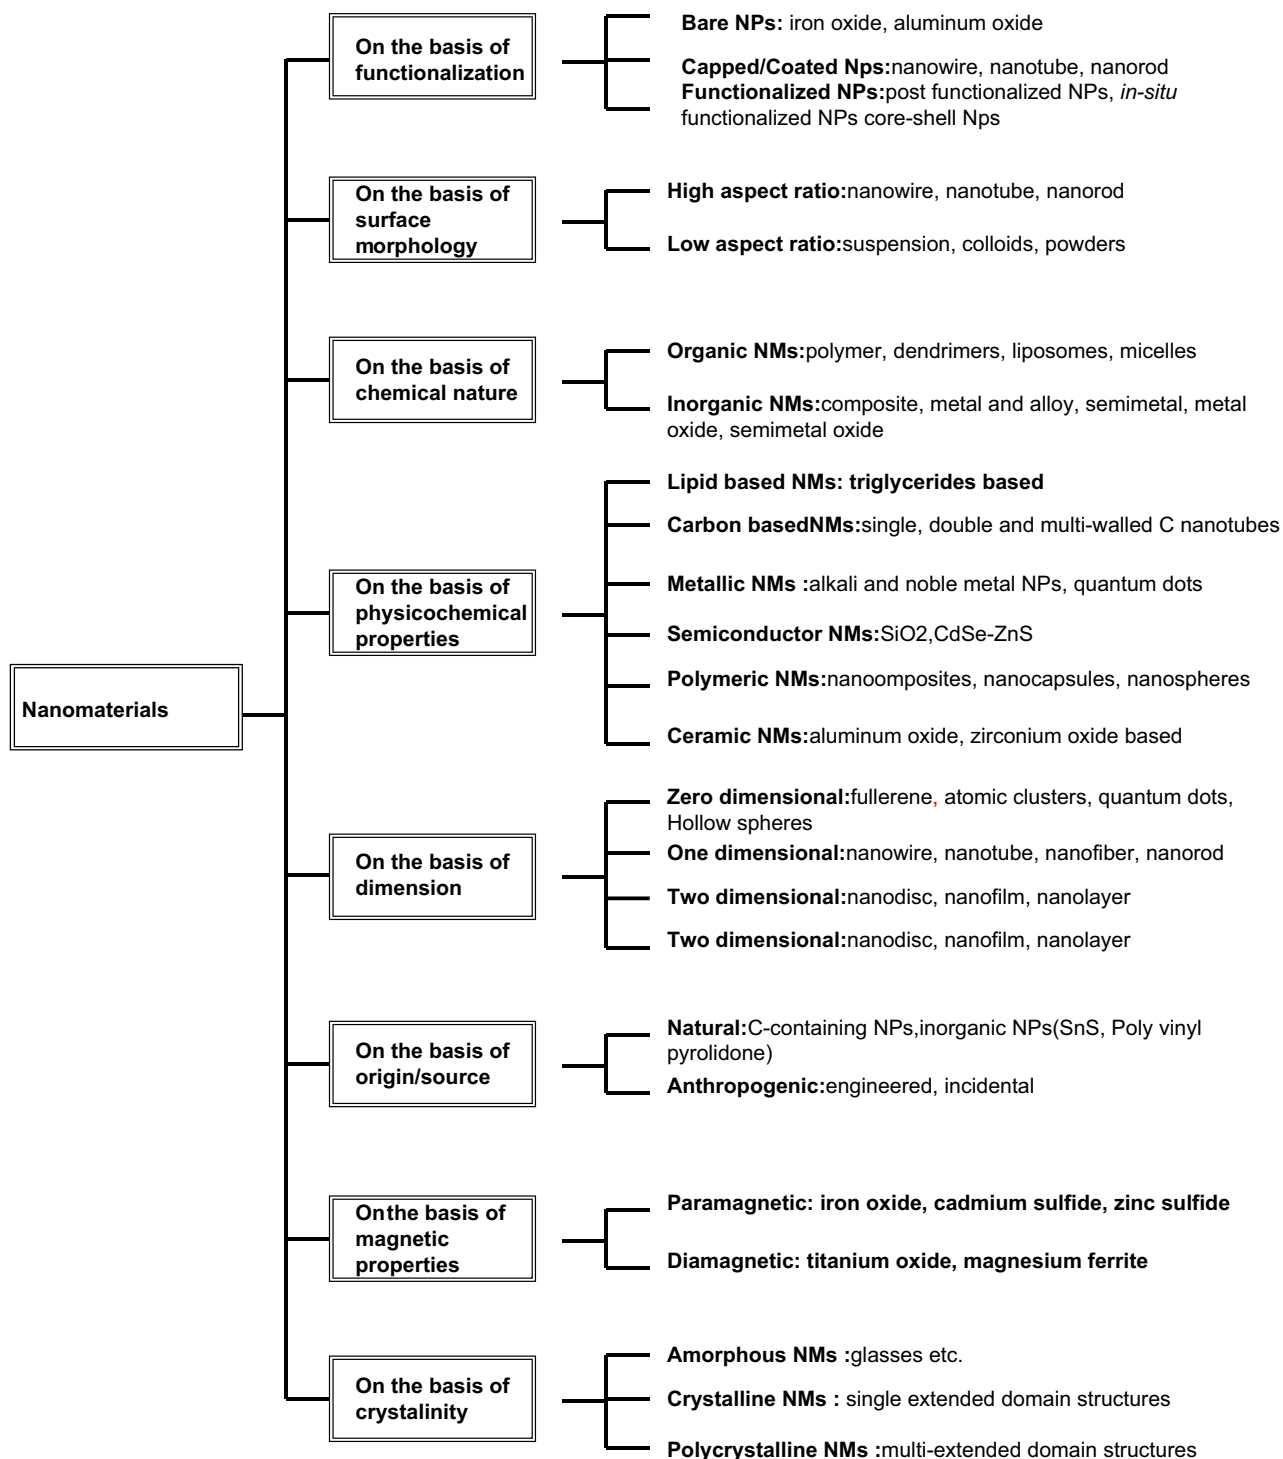 Nanomaterials
On the basis of
functionalization
Bare NPs: iron oxide, aluminum oxide
Capped/Coated Nps:nanowire, nanotube, nanorod
Functionalized NPs:post functionalized NPs, in-situ
functionalized NPs core-shell Nps
On the basis of
surface
morphology
High aspect ratio:nanowire, nanotube, nanorod
Low aspect ratio:suspension, colloids, powders
On the basis of
chemical nature
Organic NMs:polymer, dendrimers, liposomes, micelles
Inorganic NMs:composite, metal and alloy, semimetal, metal
oxide, semimetal oxide
On the basis of
physicochemical
properties
Lipid based NMs: triglycerides based
Carbon basedNMs:single, double and multi-walled C nanotubes
Metallic NMs :alkali and noble metal NPs, quantum dots
Semiconductor NMs:SiO2,CdSe-ZnS
Polymeric NMs:nanoomposites, nanocapsules, nanospheres
Ceramic NMs:aluminum oxide, zirconium oxide based
On the basis of
dimension
Zero dimensional:fullerene, atomic clusters, quantum dots,
Hollow spheres
One dimensional:nanowire, nanotube, nanofiber, nanorod
Two dimensional:nanodisc, nanofilm, nanolayer
Two dimensional:nanodisc, nanofilm, nanolayer
On the basis of
origin/source
Natural:C-containing NPs,inorganic NPs(SnS, Poly vinyl
pyrolidone)
Anthropogenic:engineered, incidental
Onthe basis of
magnetic
properties
Paramagnetic: iron oxide, cadmium sulfide, zinc sulfide
Diamagnetic: titanium oxide, magnesium ferrite
On the basis of
crystalinity
Amorphous NMs :glasses etc.
Crystalline NMs : single extended domain structures
Polycrystalline NMs :multi-extended domain structures